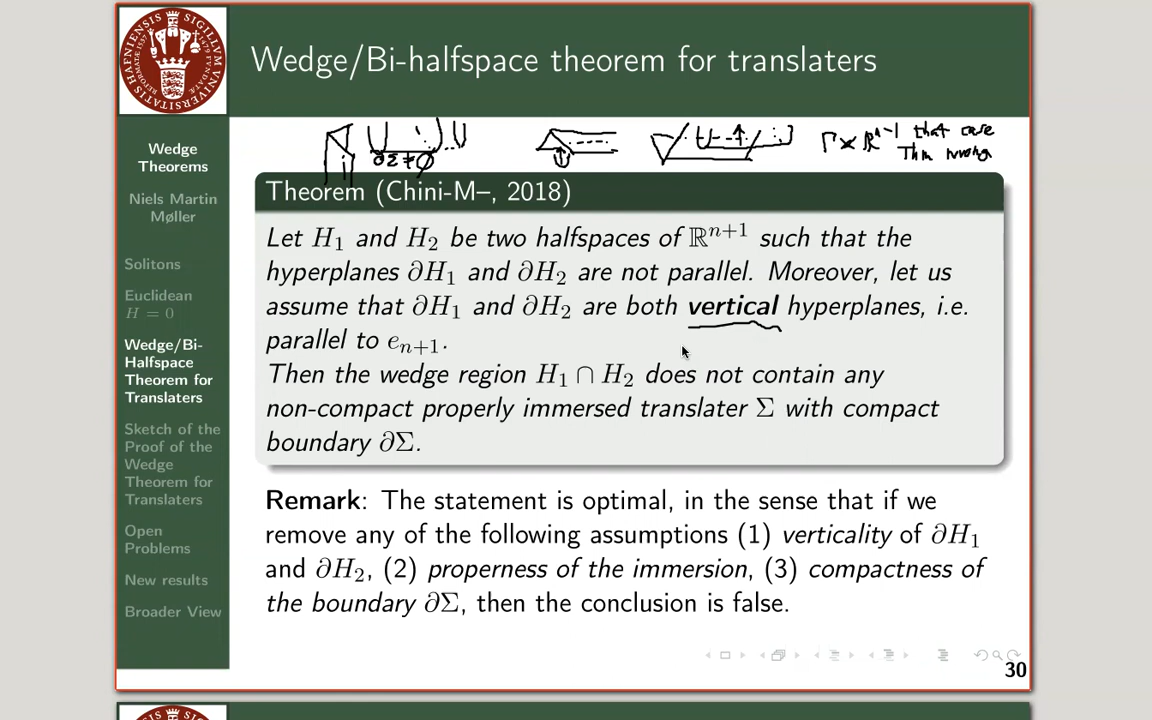 Wedge/Bi-halfspace theorem for translaters
Wedge
Theorems
Niels Martin
Møller
Solitons
Euclidean
H = 0
Wedge/Bi-
Halfspace
Theorem for
Translaters
Sketch of the
Proof of the
Wedge
Theorem for
Translaters
Open
Problems
New results
Broader View
∂Σ ≠ ∅
Γ × ℝⁿ⁻¹ that case
Thm wrong
Theorem (Chini-M–, 2018)
Let H₁ and H₂ be two halfspaces of ℝⁿ⁺¹ such that the
hyperplanes ∂H₁ and ∂H₂ are not parallel. Moreover, let us
assume that ∂H₁ and ∂H₂ are both vertical hyperplanes, i.e.
parallel to eₙ₊₁.
Then the wedge region H₁ ∩ H₂ does not contain any
non-compact properly immersed translater Σ with compact
boundary ∂Σ.
Remark: The statement is optimal, in the sense that if we
remove any of the following assumptions (1) verticality of ∂H₁
and ∂H₂, (2) properness of the immersion, (3) compactness of
the boundary ∂Σ, then the conclusion is false.
30